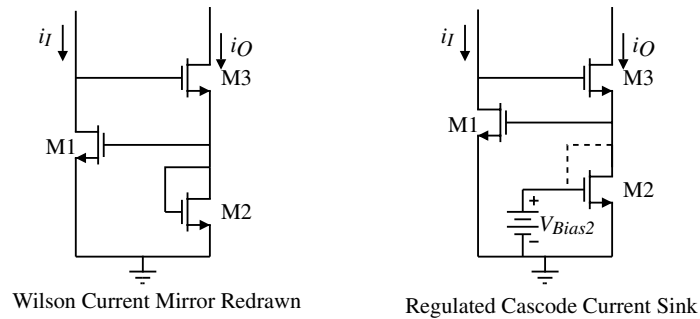 i_I
i_O
M3
M1
M2
Wilson Current Mirror Redrawn
i_I
i_O
M3
M1
M2
+
V_Bias2
−
Regulated Cascode Current Sink